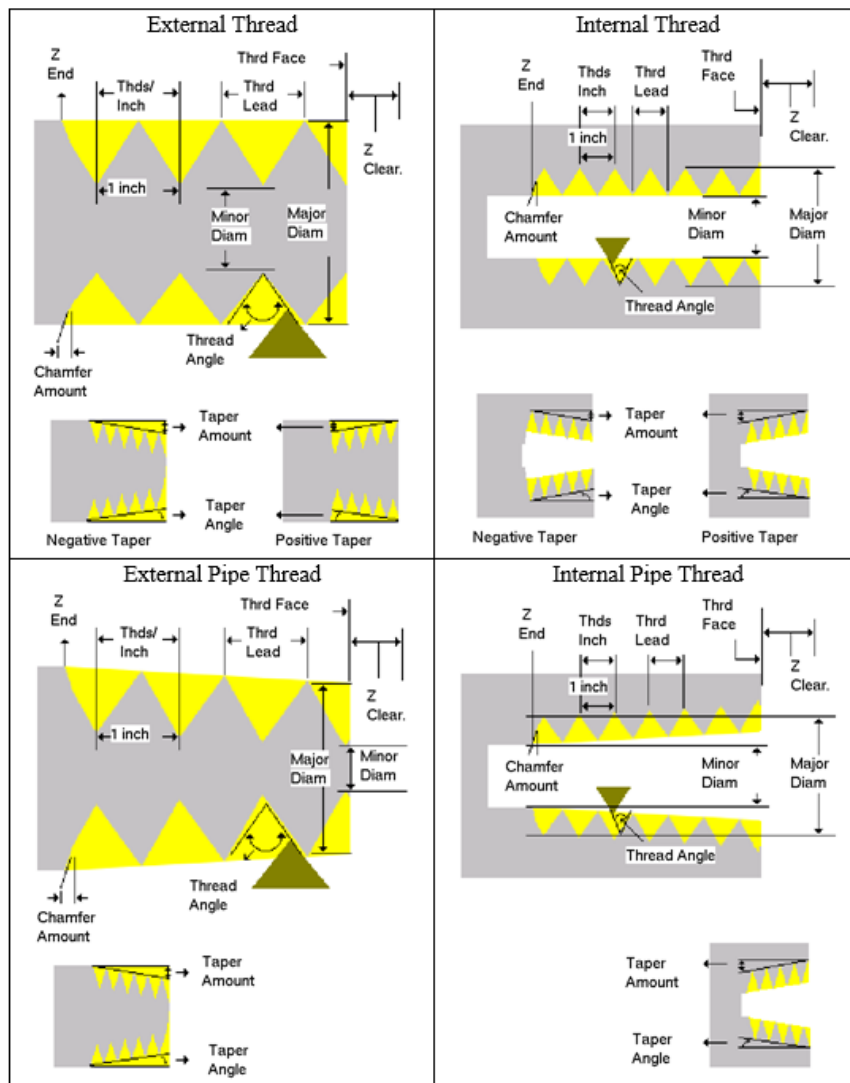 External Thread
Z
End
Thds/
Inch
Thrd Face
Thrd
Lead
Z
Clear.
1 inch
Minor
Diam
Major
Diam
Thread
Angle
Chamfer
Amount
Taper
Amount
Taper
Angle
Negative Taper
Positive Taper
Internal Thread
Z
End
Thds
Inch
Thrd
Lead
Thrd
Face
1 inch
Z
Clear.
Chamfer
Amount
Minor
Diam
Major
Diam
Thread Angle
Taper
Amount
Taper
Angle
Negative Taper
Positive Taper
External Pipe Thread
Z
End
Thds/
Inch
Thrd Face
Thrd
Lead
Z
Clear.
1 inch
Major
Diam
Minor
Diam
Thread
Angle
Chamfer
Amount
Taper
Amount
Taper
Angle
Internal Pipe Thread
Z
End
Thds
Inch
Thrd
Lead
Thrd
Face
1 inch
Z
Clear.
Chamfer
Amount
Minor
Diam
Major
Diam
Thread Angle
Taper
Amount
Taper
Angle